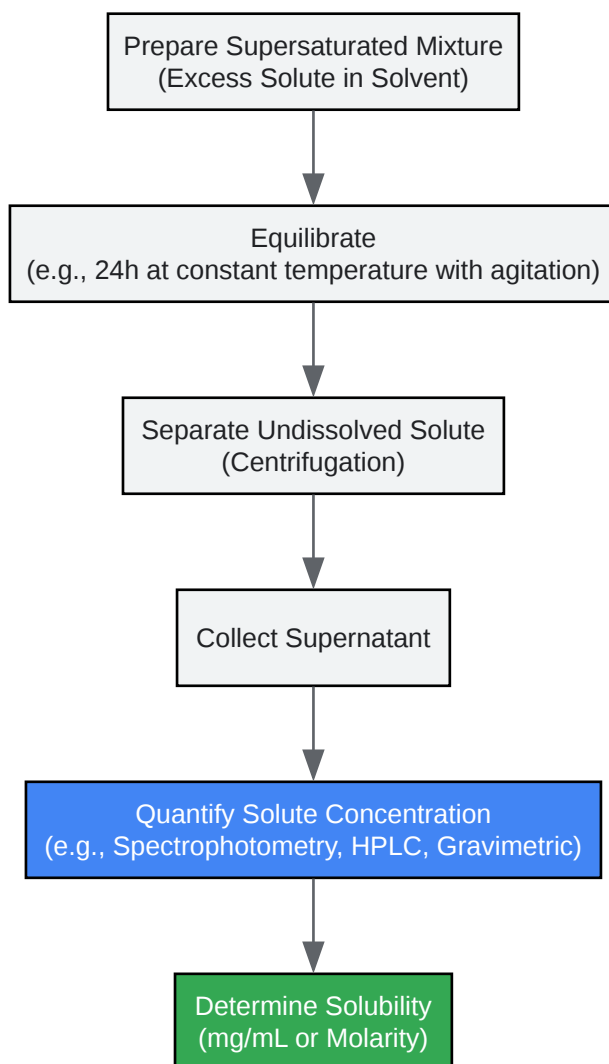 Prepare Supersaturated Mixture
(Excess Solute in Solvent)
Equilibrate
(e.g., 24h at constant temperature with agitation)
Separate Undissolved Solute
(Centrifugation)
Collect Supernatant
Quantify Solute Concentration
(e.g., Spectrophotometry, HPLC, Gravimetric)
Determine Solubility
(mg/mL or Molarity)